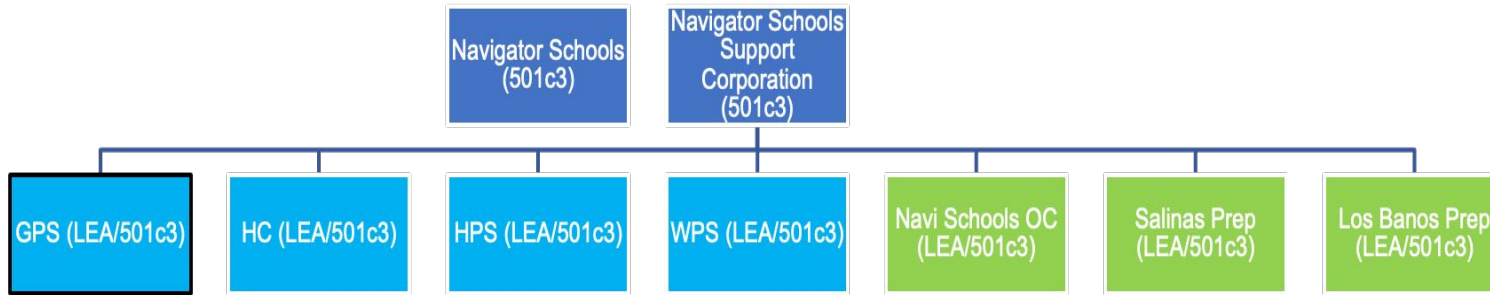 Navigator Schools
(501c3)
Navigator Schools
Support
Corporation
(501c3)
GPS (LEA/501c3)
HC (LEA/501c3)
HPS (LEA/501c3)
WPS (LEA/501c3)
Navi Schools OC
(LEA/501c3)
Salinas Prep
(LEA/501c3)
Los Banos Prep
(LEA/501c3)